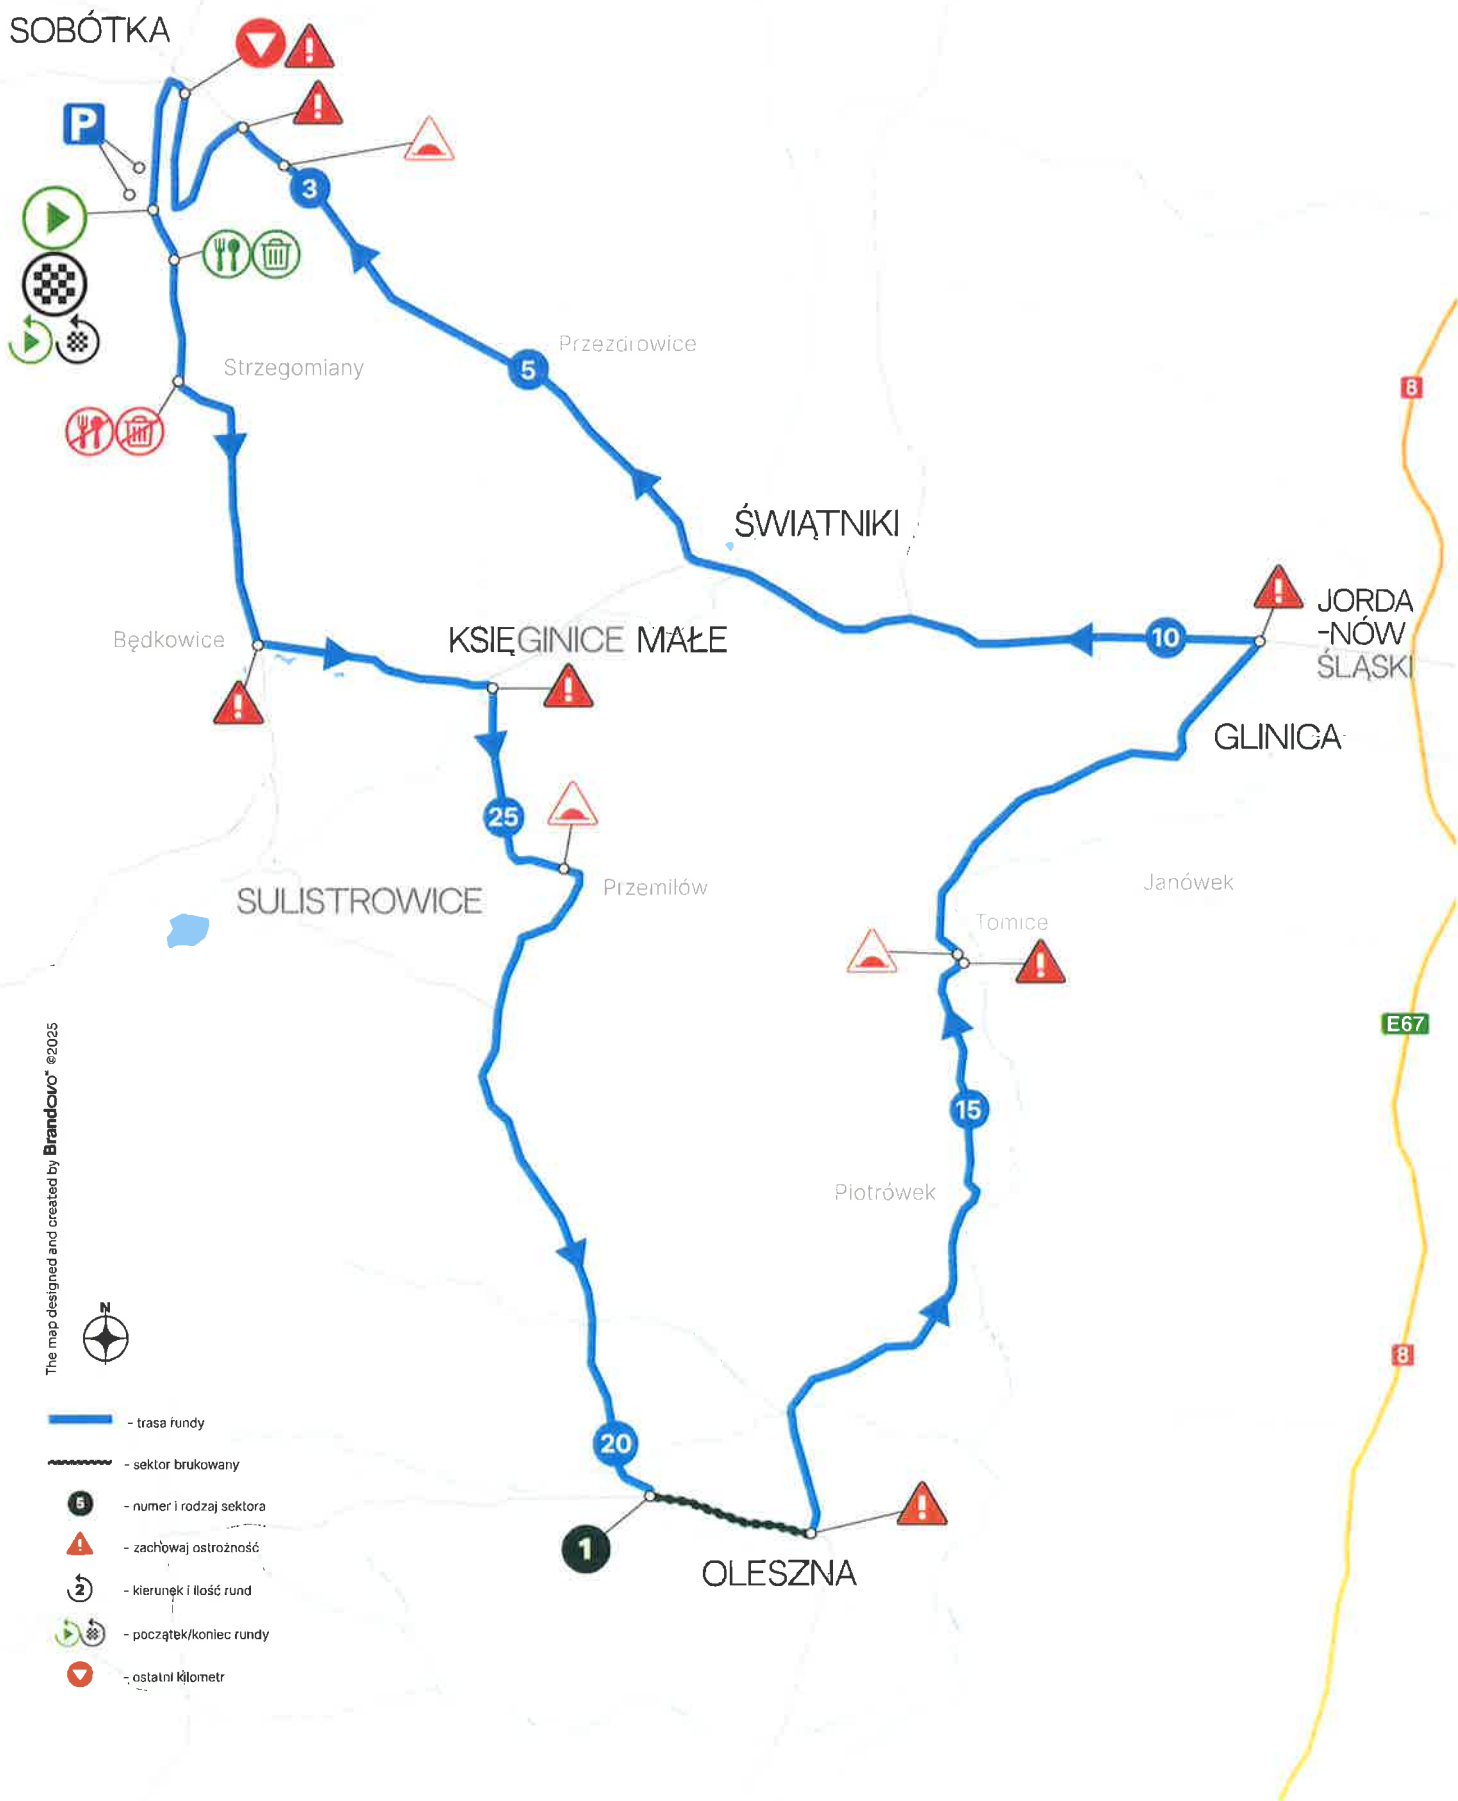 SOBÓTKA
P
3
Przezdrowice
5
Strzegomiany
8
ŚWIĄTNIKI
JORDA
-NÓW
ŚLĄSKI
10
Będkowice
KSIĘGINICE MAŁE
GLINICA
25
SULISTROWICE
Przemiłów
Janówek
Tomice
E67
15
Piotrówek
8
20
1
OLESZNA
The map designed and created by Brandovo* ©2025
N
- trasa rundy
- sektor brukowany
5 - numer i rodzaj sektora
- zachowaj ostrożność
2 - kierunek i ilość rund
- początek/koniec rundy
- ostatni kilometr